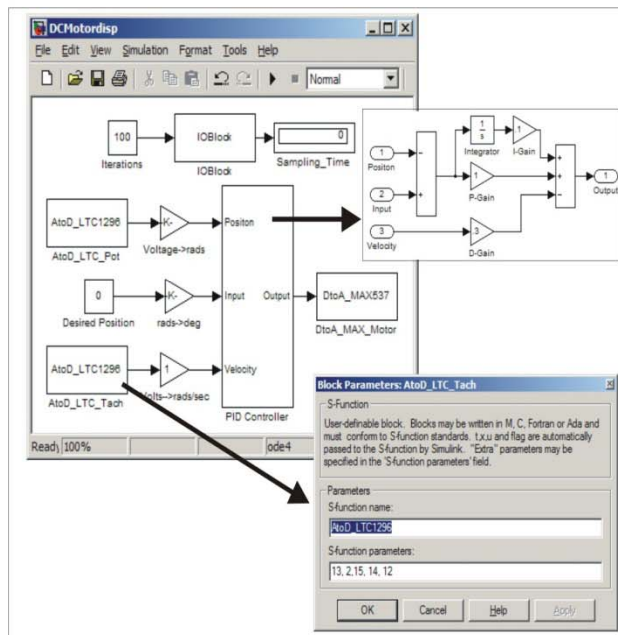 DCMotordisp
File Edit View Simulation Format Tools Help
Normal
100
Iterations
IOBlock
IOBlock
0
Sampling_Time
AtoD_LTC1296
AtoD_LTC_Pot
-K-
Voltage->rads
Positon
0
Desired Position
-K-
rads->deg
Input
Output
DtoA_MAX537
DtoA_MAX_Motor
AtoD_LTC1296
AtoD_LTC_Tach
1
Volts-->rads/sec
Velocity
PID Controller
Ready
100%
ode4
1
Positon
2
Input
3
Velocity
1
s
Integrator
1
I-Gain
1
P-Gain
3
D-Gain
1
Output
Block Parameters: AtoD_LTC_Tach
S-Function
User-definable block. Blocks may be written in M, C, Fortran or Ada and
must conform to S-function standards. t,x,u and flag are automatically
passed to the S-function by Simulink. "Extra" parameters may be
specified in the 'S-function parameters' field.
Parameters
S-function name:
AtoD_LTC1296
S-function parameters:
13, 2,15, 14, 12
OK
Cancel
Help
Apply